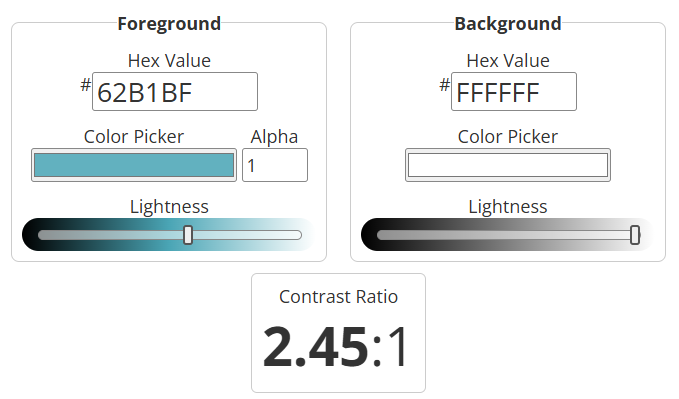 Foreground
Hex Value
#62B1BF
Color Picker
Alpha
1
Lightness
Background
Hex Value
#FFFFFF
Color Picker
Lightness
Contrast Ratio
2.45:1